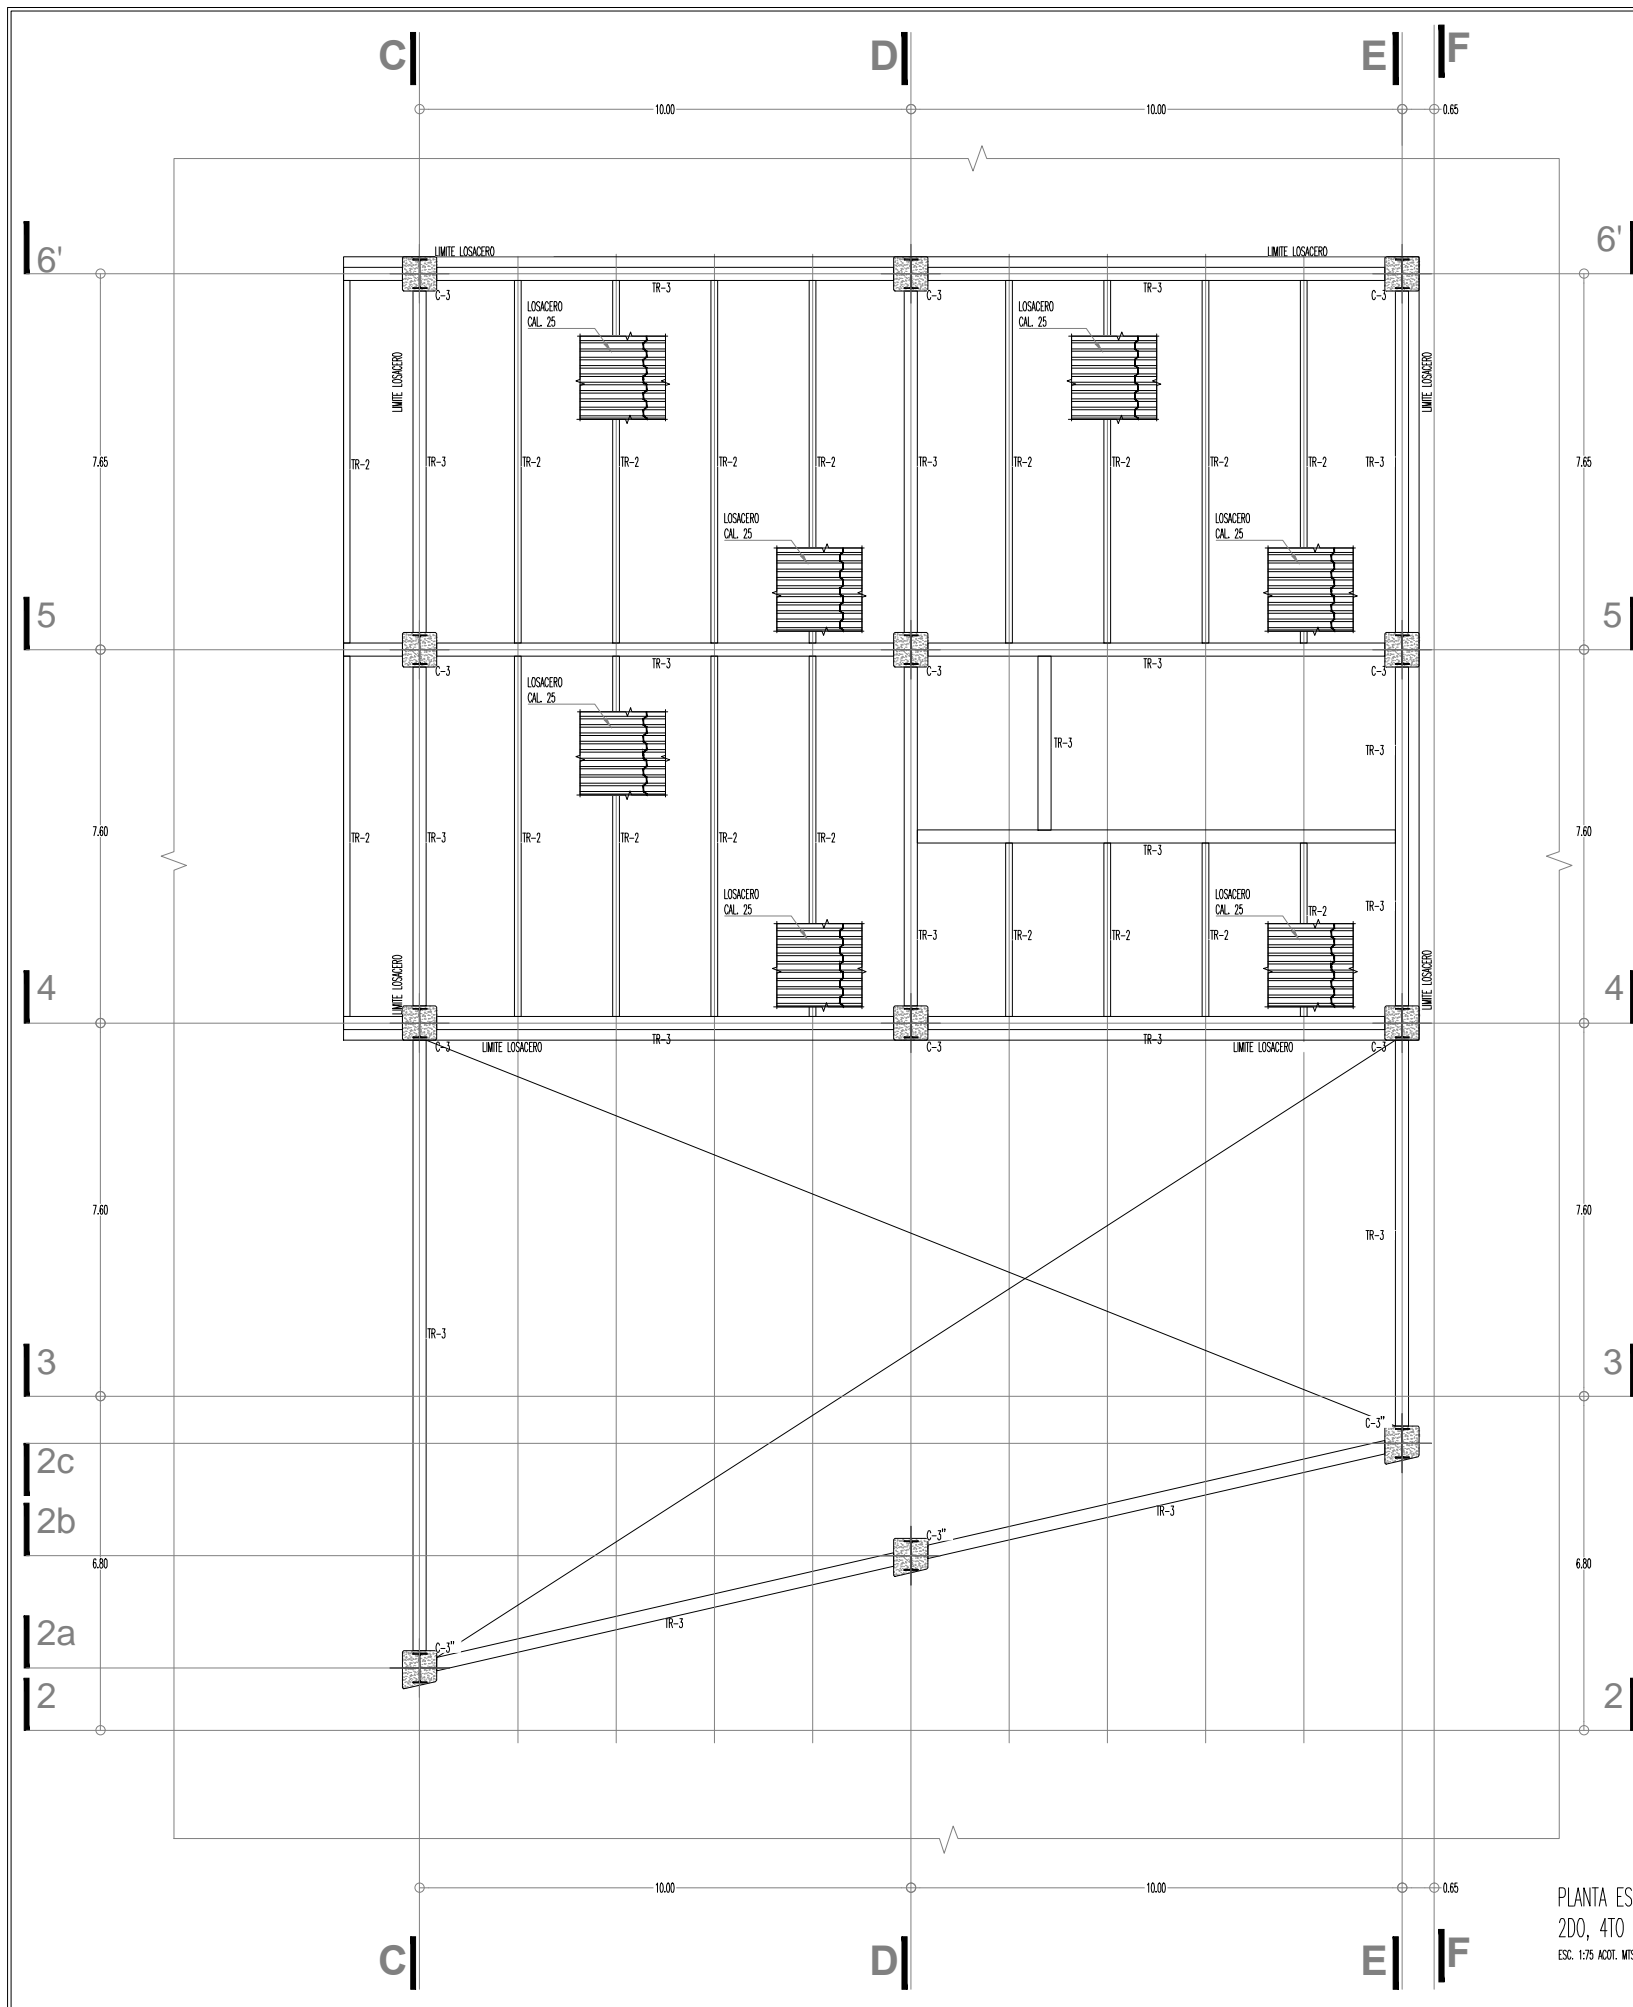 C D E F
10.00 10.00 0.65
6' 6'
LIMITE LOSACERO LIMITE LOSACERO
C-3 TR-3 C-3 TR-3 C-3
LOSACERO LOSACERO
CAL. 25 CAL. 25
LIMITE LOSACERO LIMITE LOSACERO
7.65 TR-2 TR-3 TR-2 TR-2 TR-2 TR-2 TR-3 TR-2 TR-2 TR-2 TR-2 TR-3 7.65
LOSACERO LOSACERO
CAL. 25 CAL. 25
5 5
C-3 TR-3 C-3 TR-3 C-3
LOSACERO
CAL. 25
TR-3 TR-3
7.60 TR-2 TR-3 TR-2 TR-2 TR-2 TR-2 7.60
TR-3
LOSACERO LOSACERO
CAL. 25 CAL. 25
TR-2 TR-3
TR-3 TR-2 TR-2 TR-2
LIMITE LOSACERO LIMITE LOSACERO
4 4
C-3 LIMITE LOSACERO TR-3 C-3 TR-3 LIMITE LOSACERO C-3
7.60 7.60
TR-3
TR-3
3 3
C-3"
2c
TR-3
2b
C-3"
6.80 6.80
TR-3
2a
C-3"
2 2
10.00 10.00 0.65
PLANTA ES
2DO, 4TO
ESC. 1:75 ACOT. MTS
C D E F